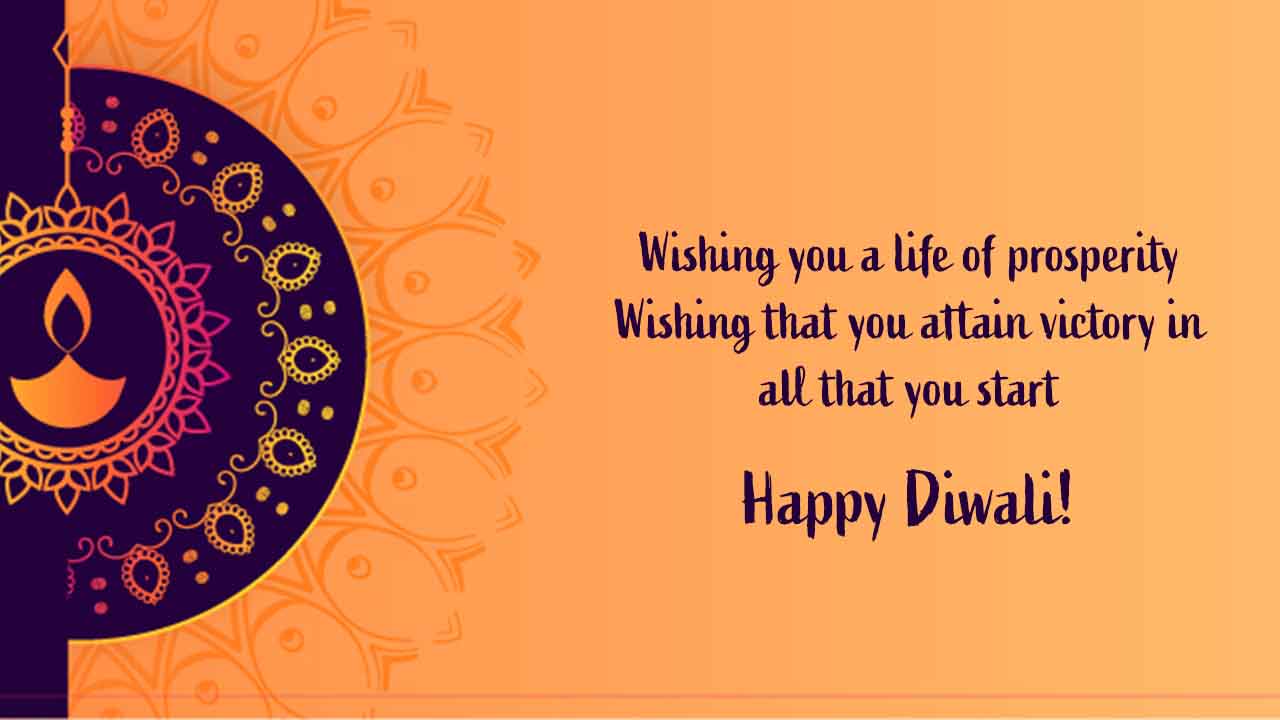 Wishing you a life of prosperity
Wishing that you attain victory in
all that you start
Happy Diwali!